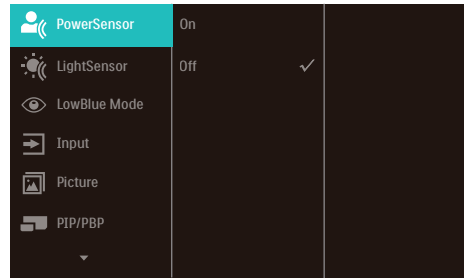 PowerSensor
On
LightSensor
Off
LowBlue Mode
Input
Picture
PIP/PBP